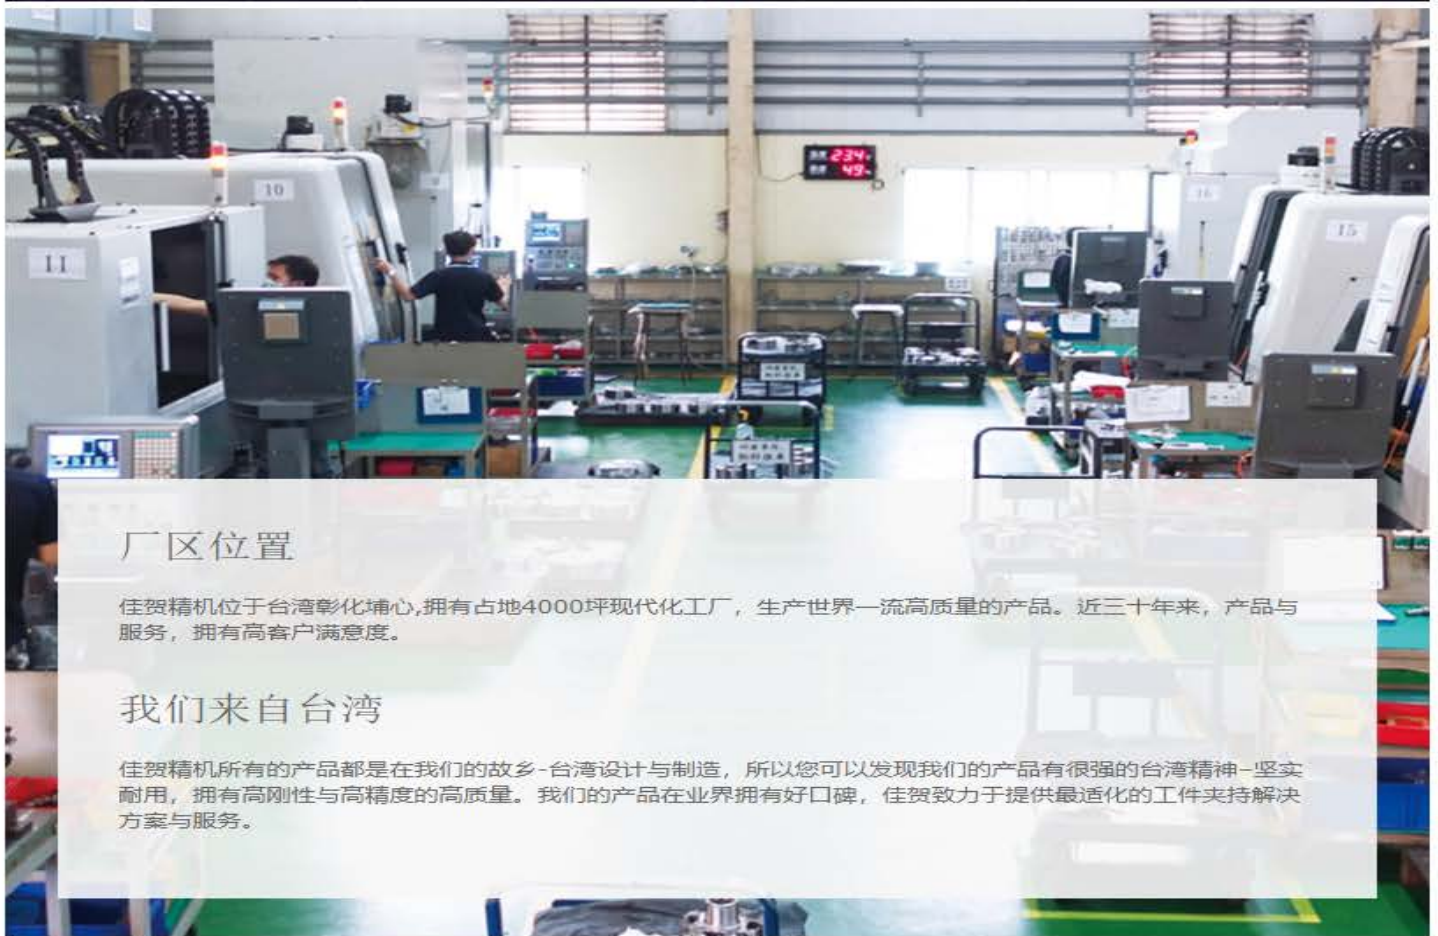 10
234
49
16
15
11
厂区位置
佳贺精机位于台湾彰化埔心,拥有占地4000坪现代化工厂，生产世界一流高质量的产品。近三十年来，产品与
服务，拥有高客户满意度。
我们来自台湾
佳贺精机所有的产品都是在我们的故乡-台湾设计与制造，所以您可以发现我们的产品有很强的台湾精神-坚实
耐用，拥有高刚性与高精度的高质量。我们的产品在业界拥有好口碑，佳贺致力于提供最适化的工件夹持解决
方案与服务。